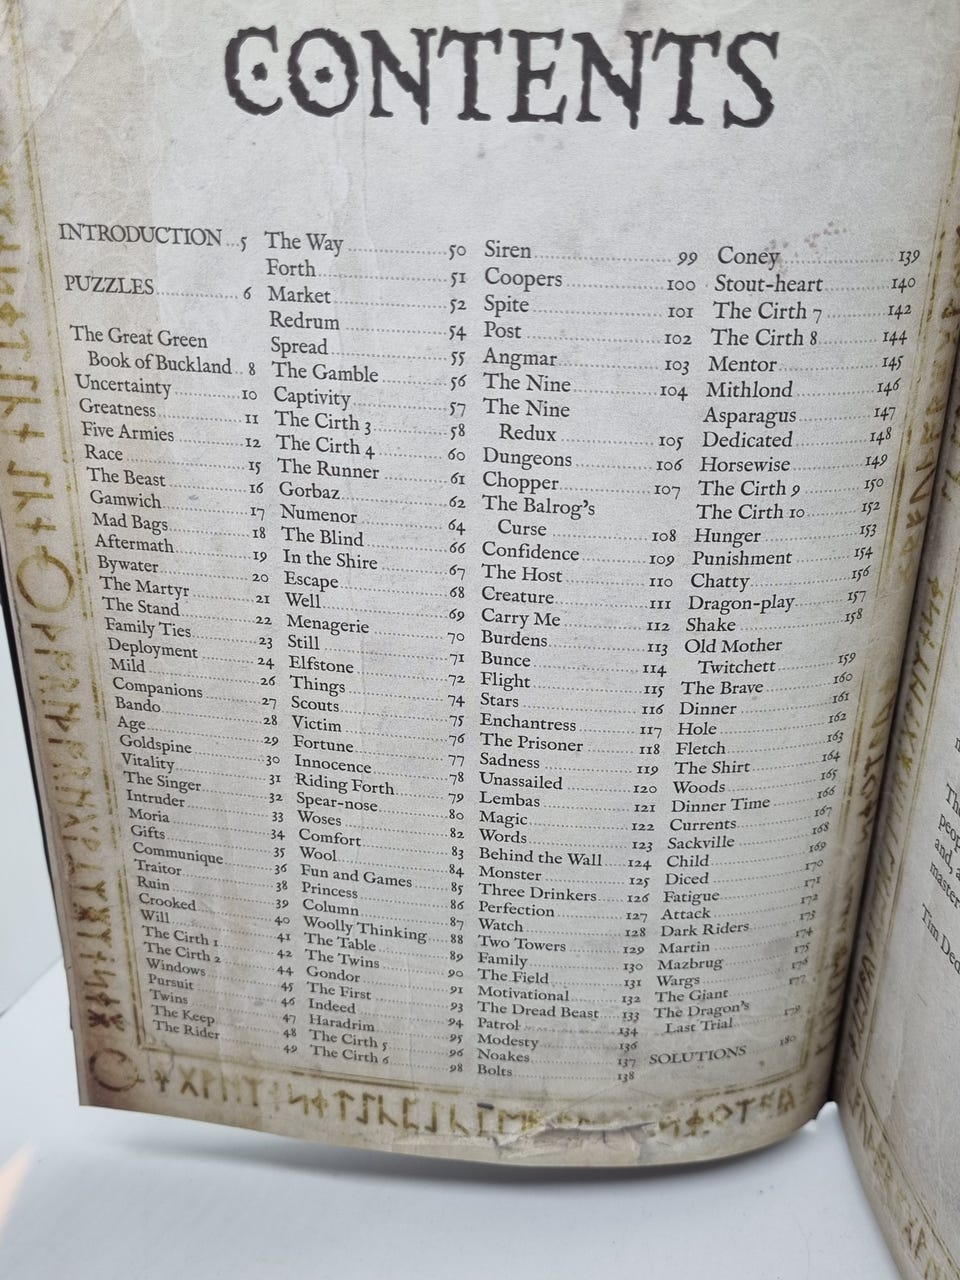 CONTENTS
INTRODUCTION 5
PUZZLES 6
The Great Green
Book of Buckland 8
Uncertainty 10
Greatness 11
Five Armies 12
Race 15
The Beast 16
Gamwich 17
Mad Bags 18
Aftermath 19
Bywater 20
The Martyr 21
The Stand 22
Family Ties 23
Deployment 24
Mild 26
Companions 27
Bando 28
Age 29
Goldspine 30
Vitality 31
The Singer 32
Intruder 33
Moria 34
Gifts 35
Communique 36
Traitor 38
Ruin 39
Crooked 40
Will 41
The Cirth 1 42
The Cirth 2 44
Windows 45
Pursuit 46
Twins 47
The Keep 48
The Rider 49
The Way 50
Forth 51
Market 52
Redrum 54
Spread 55
The Gamble 56
Captivity 57
The Cirth 3 58
The Cirth 4 60
The Runner 61
Gorbaz 62
Numenor 64
The Blind 66
In the Shire 67
Escape 68
Well 69
Menagerie 70
Still 71
Elfstone 72
Things 74
Scouts 75
Victim 76
Fortune 77
Innocence 78
Riding Forth 79
Spear-nose 80
Woses 82
Comfort 83
Wool 84
Fun and Games 85
Princess 86
Column 87
Woolly Thinking 88
The Table 89
The Twins 90
Gondor 91
The First 93
Indeed 94
Haradrim 95
The Cirth 5 96
The Cirth 6 98
Siren 99
Coopers 100
Spite 101
Post 102
Angmar 103
The Nine 104
The Nine
Redux 105
Dungeons 106
Chopper 107
The Balrog's
Curse 108
Confidence 109
The Host 110
Creature 111
Carry Me 112
Burdens 113
Bunce 114
Flight 115
Stars 116
Enchantress 117
The Prisoner 118
Sadness 119
Unassailed 120
Lembas 121
Magic 122
Words 123
Behind the Wall 124
Monster 125
Three Drinkers 126
Perfection 127
Watch 128
Two Towers 129
Family 130
The Field 131
Motivational 132
The Dread Beast 133
Patrol 134
Modesty 136
Noakes 137
Bolts 138
Coney 139
Stout-heart 140
The Cirth 7 142
The Cirth 8 144
Mentor 145
Mithlond 146
Asparagus 147
Dedicated 148
Horsewise 149
The Cirth 9 150
The Cirth 10 152
Hunger 153
Punishment 154
Chatty 156
Dragon-play 157
Shake 158
Old Mother
Twitchett 159
The Brave 160
Dinner 161
Hole 162
Fletch 163
The Shirt 164
Woods 165
Dinner Time 166
Currents 167
Sackville 168
Child 169
Diced 170
Fatigue 171
Attack 172
Dark Riders 173
Martin 174
Mazbrug 175
Wargs 176
The Giant 177
The Dragon's
Last Trial 178
SOLUTIONS 180